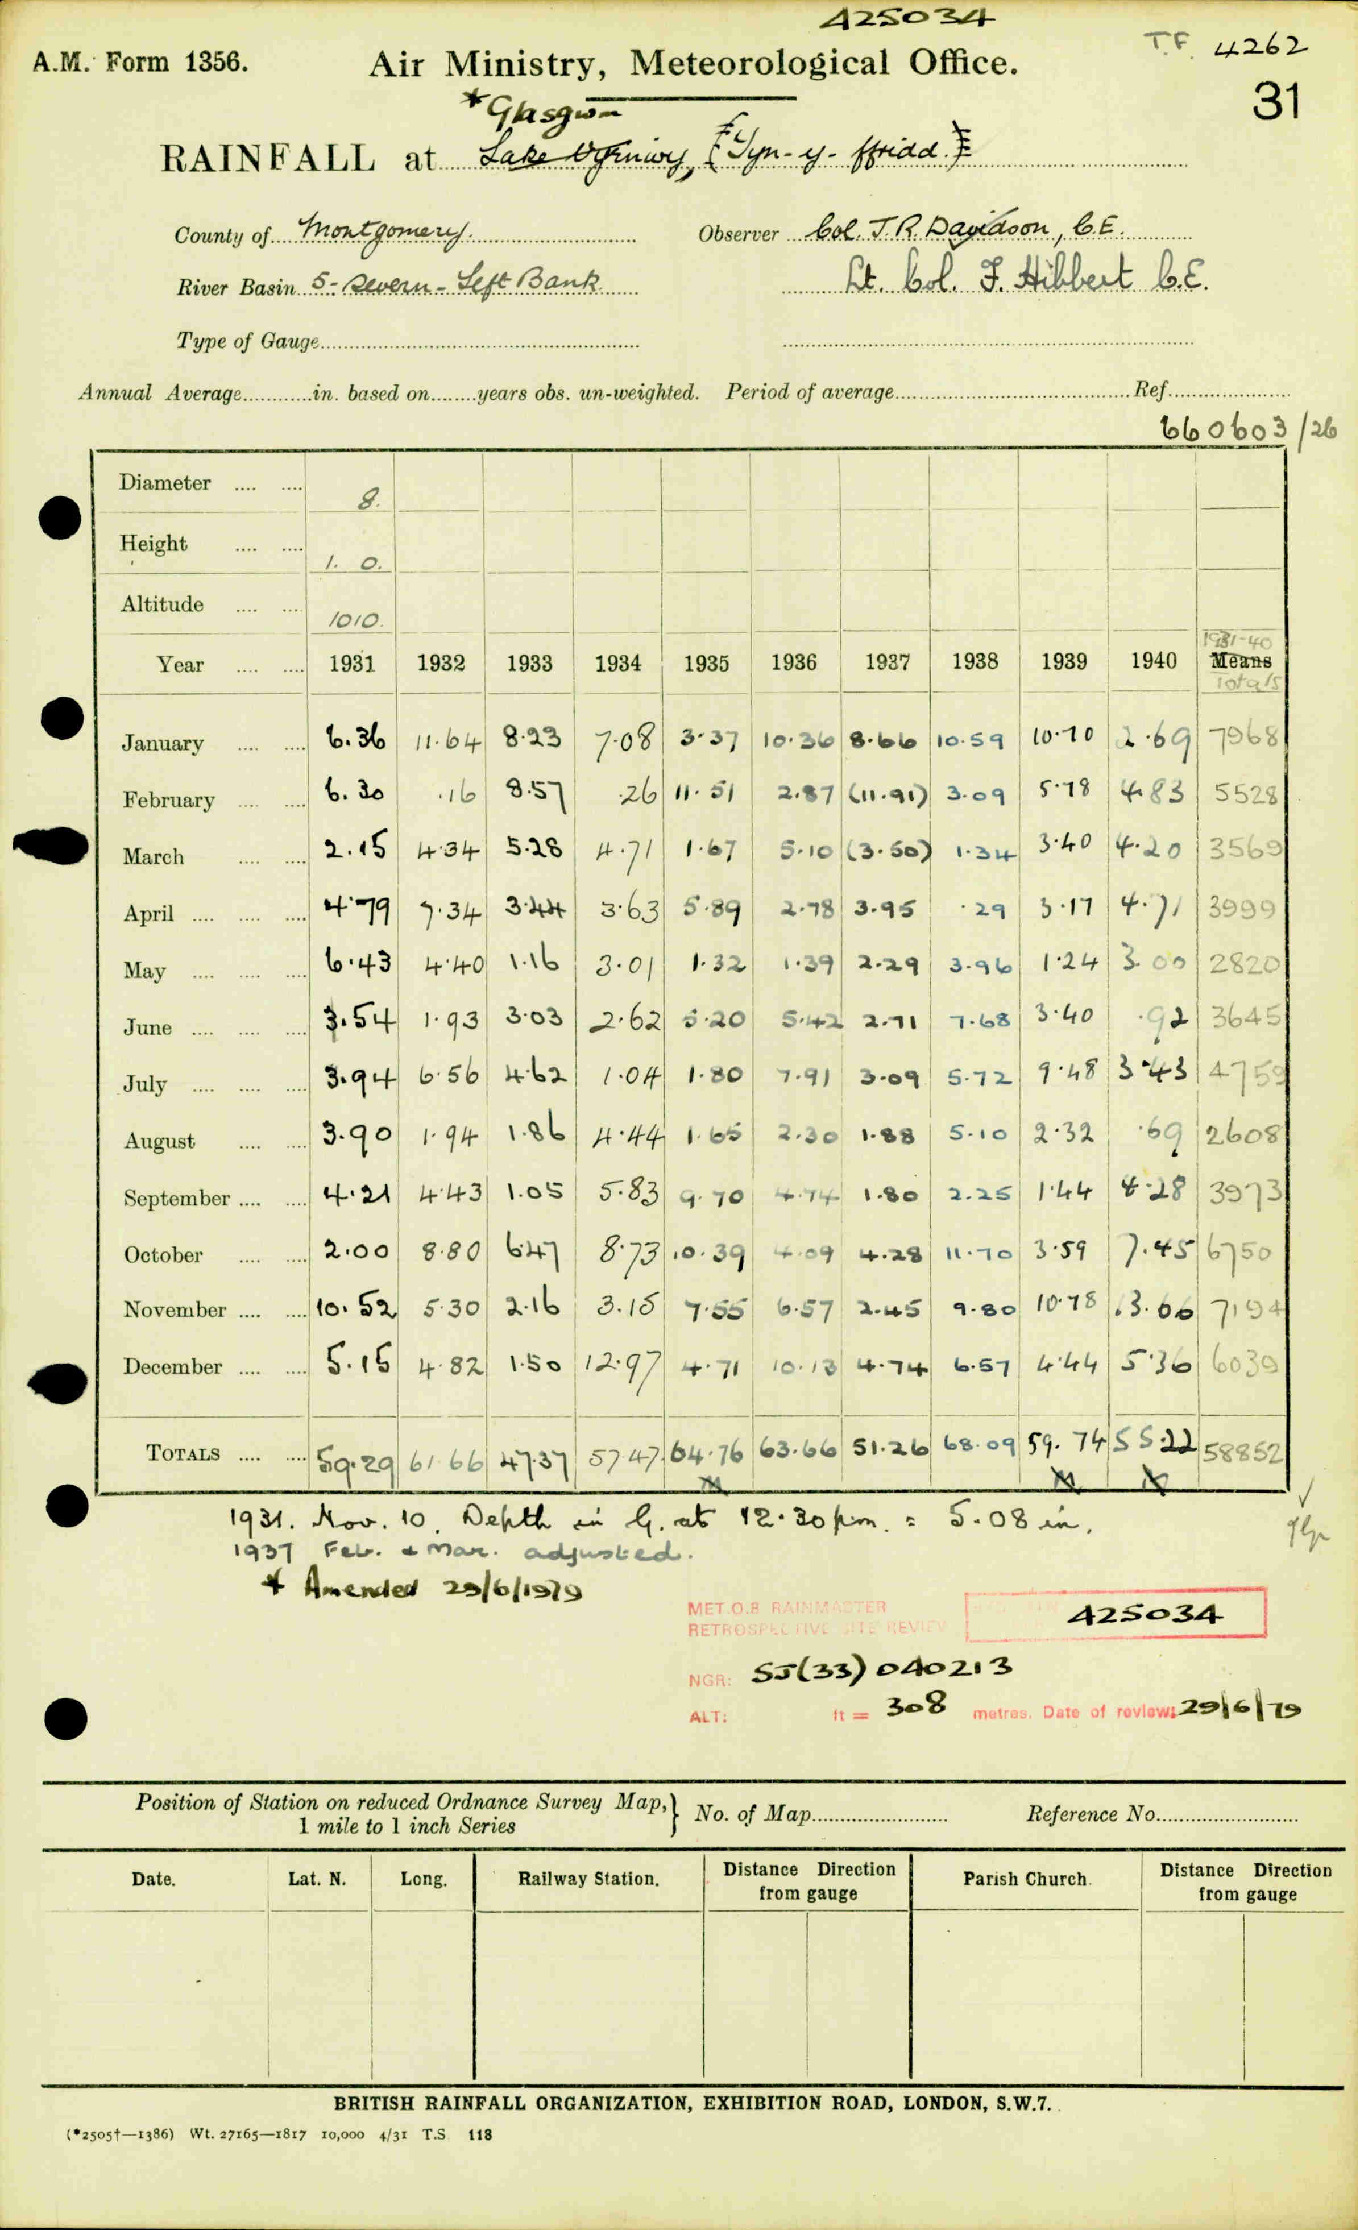 425034
A.M. Form 1356. Air Ministry, Meteorological Office. T.F. 4262
31
*Glasgwm
RAINFALL at Lake Vyrnwy, (Tyn-y-ffridd.)
County of Montgomery. Observer Col. J. R. Davidson, C.E.
River Basin 5-Severn-Left Bank Lt. Col. F. Hibbert C.E.
Type of Gauge
Annual Average in. based on years obs. un-weighted. Period of average Ref.
660603/26
Diameter 8.
Height 1. 0.
Altitude 1010.
1931-40
Year 1931 1932 1933 1934 1935 1936 1937 1938 1939 1940 Means
Totals
January 6.36 11.64 8.23 7.08 3.37 10.36 8.66 10.59 10.70 2.69 7968
February 6.30 .16 8.57 .26 11.51 2.87 (11.91) 3.09 5.78 4.83 5528
March 2.15 4.34 5.28 4.71 1.67 5.10 (3.50) 1.34 3.40 4.20 3569
April 4.79 7.34 3.44 3.63 5.89 2.78 3.95 .29 3.17 4.71 3999
May 6.43 4.40 1.16 3.01 1.32 1.39 2.29 3.96 1.24 3.00 2820
June 3.54 1.93 3.03 2.62 5.20 5.42 2.71 7.68 3.40 .92 3645
July 3.94 6.56 4.62 1.04 1.80 7.91 3.09 5.72 9.48 3.43 4759
August 3.90 1.94 1.86 4.44 1.65 2.30 1.88 5.10 2.32 .69 2608
September 4.21 4.43 1.05 5.83 9.70 4.74 1.80 2.25 1.44 4.28 3973
October 2.00 8.80 6.47 8.73 10.39 4.09 4.28 11.70 3.59 7.45 6750
November 10.52 5.30 2.16 3.15 7.55 6.57 2.45 9.80 10.78 13.66 7194
December 5.15 4.82 1.50 12.97 4.71 10.13 4.74 6.57 4.44 5.36 6039
TOTALS 59.29 61.66 47.37 57.47 64.76 63.66 51.26 68.09 59.74 55.22 58852
1931. Nov. 10. Depth in G. at 12.30 p.m. = 5.08 in.
1937 Feb. & Mar. adjusted.
* Amended 29/6/1979
MET.O.8 RAINMASTER
RETROSPECTIVE SITE REVIEW 425034
NGR: SJ(33) 040213
ALT: ft = 308 metres. Date of review: 29/6/79
Position of Station on reduced Ordnance Survey Map, } No. of Map Reference No.
1 mile to 1 inch Series
Date. Lat. N. Long. Railway Station. Distance Direction from gauge Parish Church. Distance Direction from gauge
BRITISH RAINFALL ORGANIZATION, EXHIBITION ROAD, LONDON, S.W.7.
(*2505†—1386) Wt. 27165—1817 10,000 4/31 T.S. 118